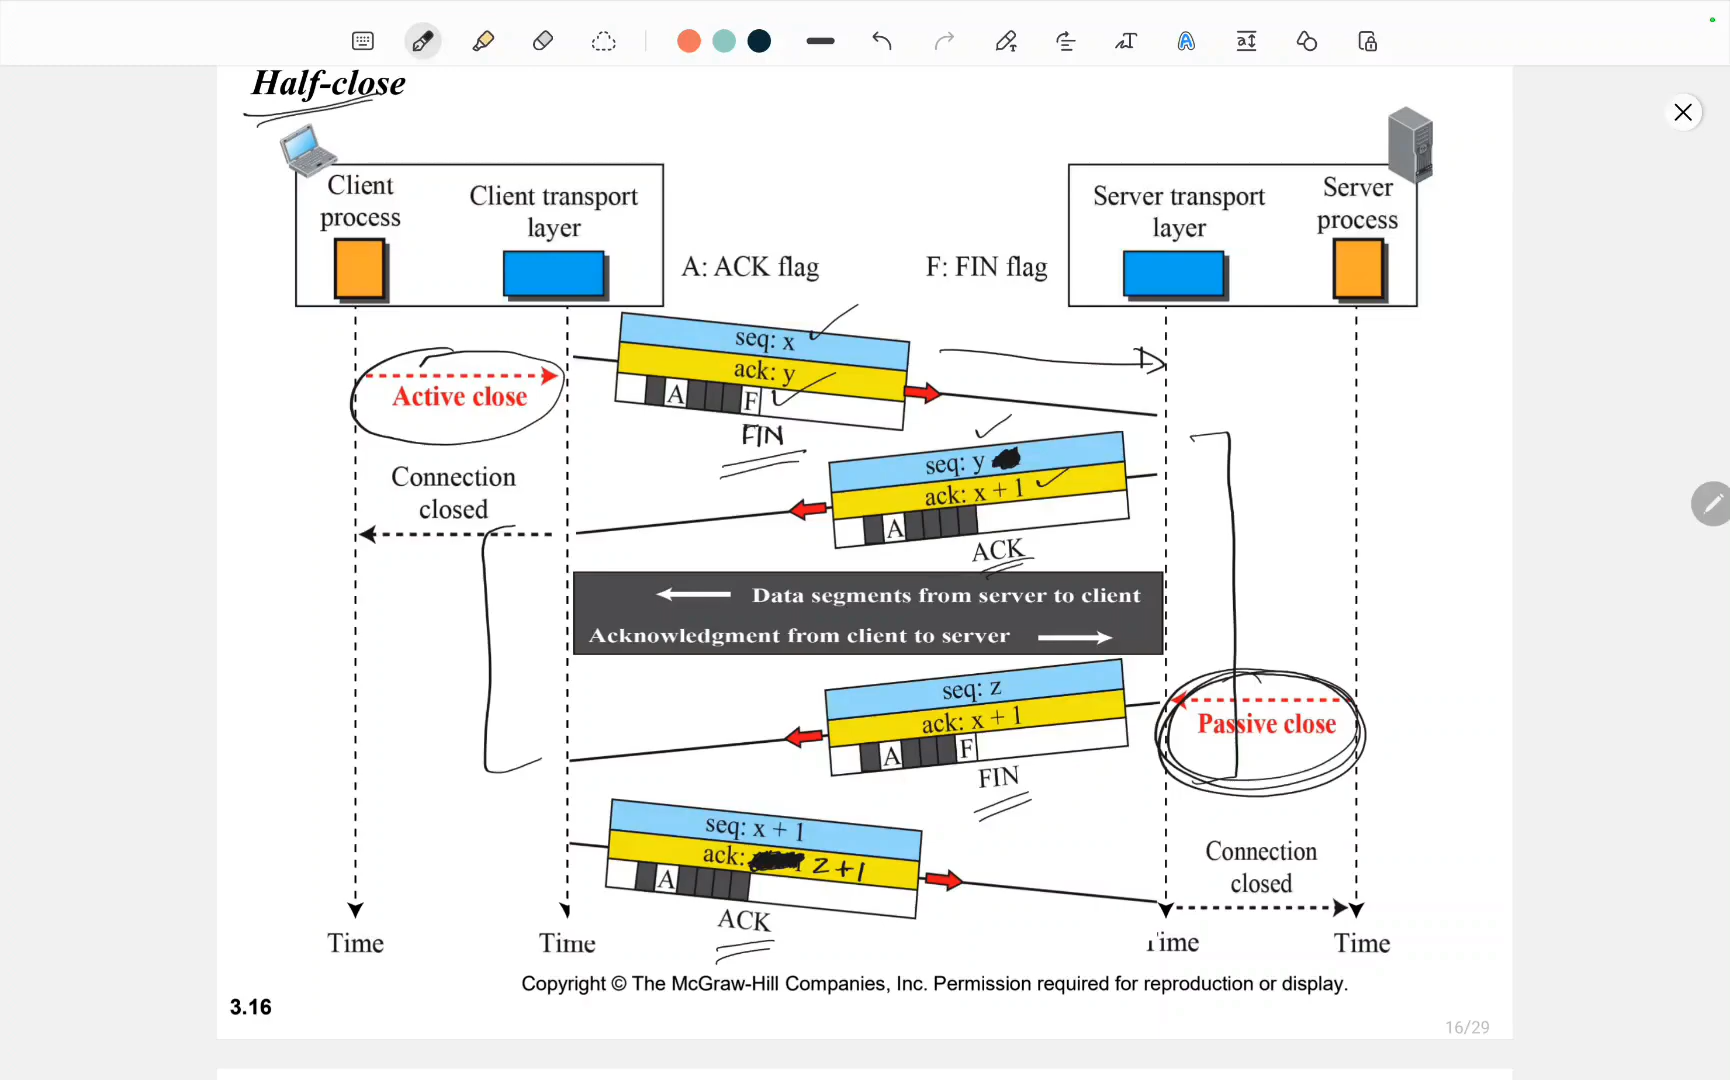 Half-close
Client
process
Client transport
layer
Server transport
layer
Server
process
A: ACK flag
F: FIN flag
seq: x
ack: y
A
F
FIN
Active close
seq: y
ack: x + 1
A
ACK
Connection
closed
Data segments from server to client
Acknowledgment from client to server
seq: z
ack: x + 1
A
F
FIN
Passive close
seq: x + 1
ack: z+1
A
ACK
Connection
closed
Time
Time
Time
Time
Copyright © The McGraw-Hill Companies, Inc. Permission required for reproduction or display.
3.16
16/29